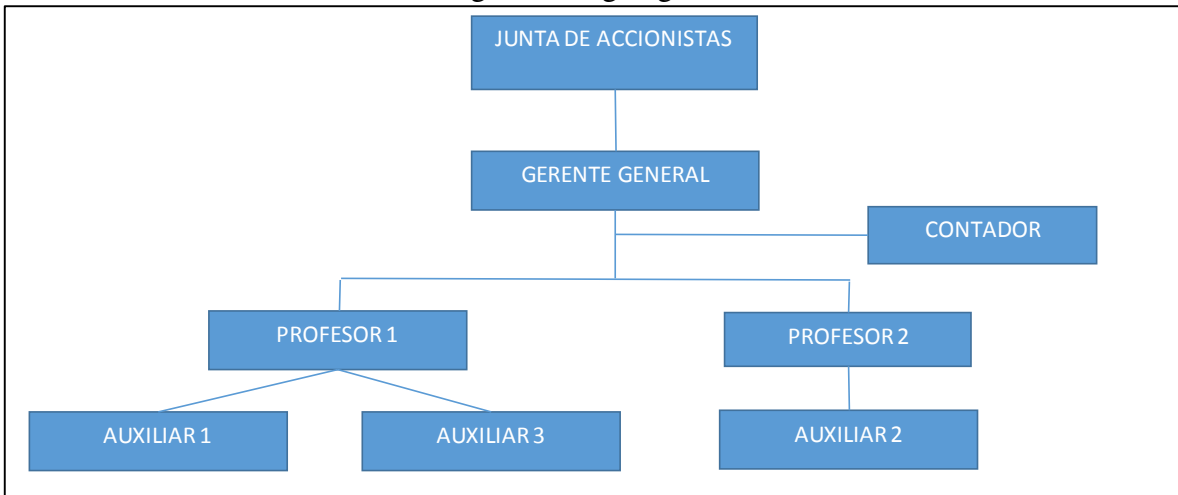 JUNTA DE ACCIONISTAS
GERENTE GENERAL
CONTADOR
PROFESOR 1
PROFESOR 2
AUXILIAR 1
AUXILIAR 3
AUXILIAR 2